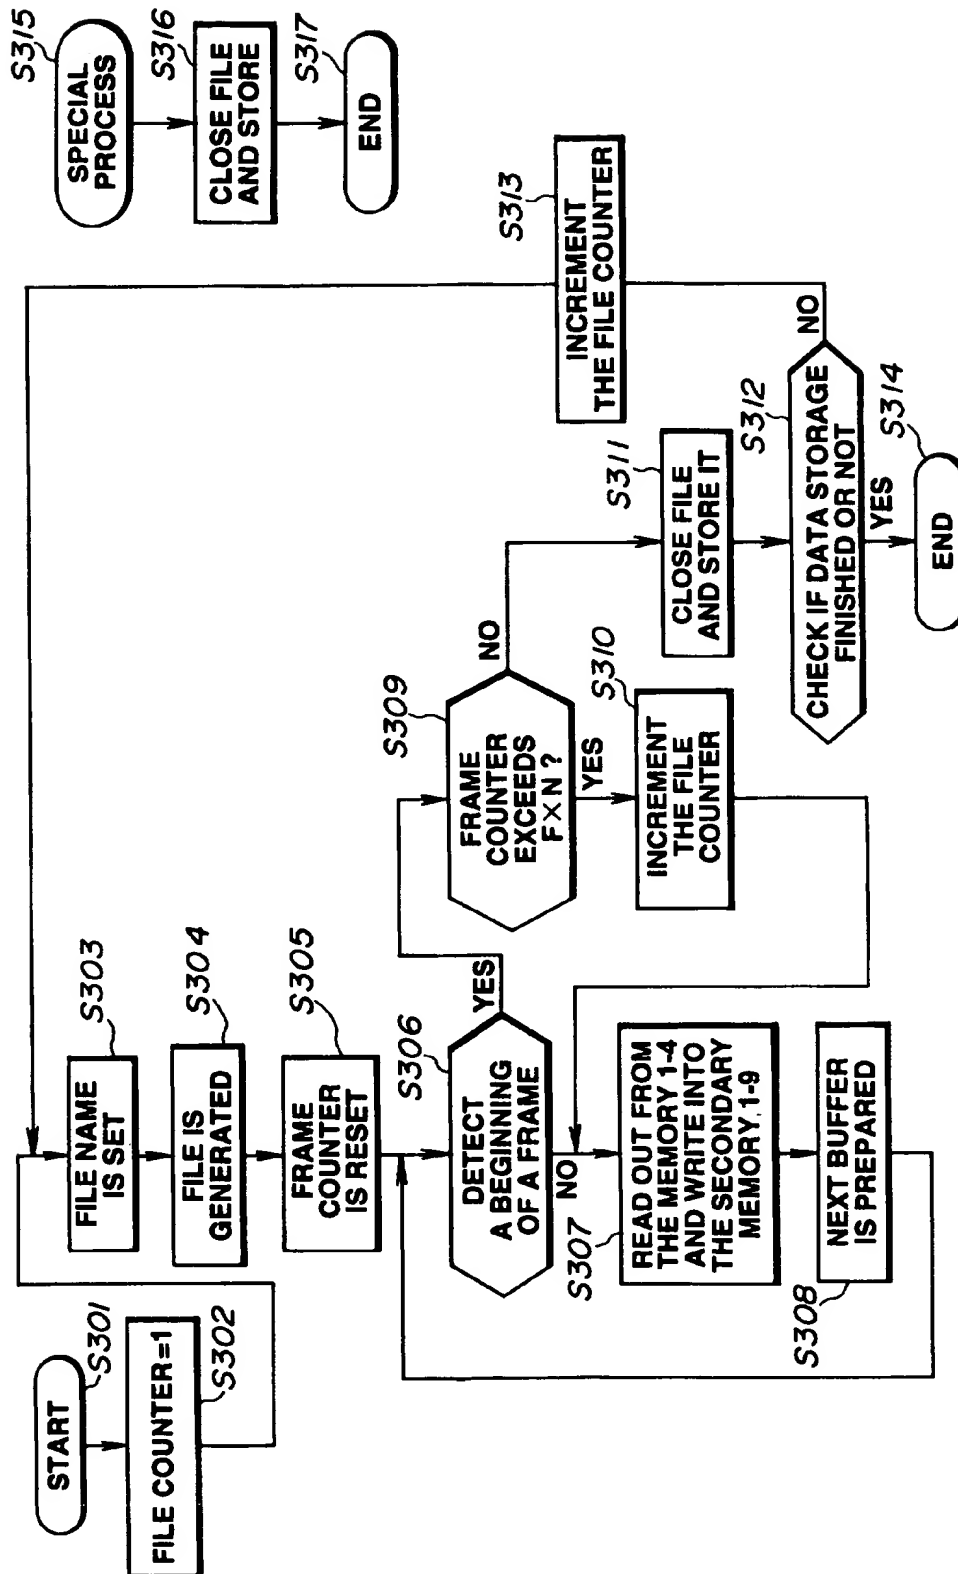 START
S301
FILE COUNTER=1
S302
FILE NAME
IS SET
S303
FILE IS
GENERATED
S304
FRAME
COUNTER
IS RESET
S305
DETECT
A BEGINNING
OF A FRAME
S306
YES
NO
READ OUT FROM
THE MEMORY 1-4
AND WRITE INTO
THE SECONDARY
MEMORY 1-9
S307
NEXT BUFFER
IS PREPARED
S308
FRAME
COUNTER
EXCEEDS
F×N ?
S309
NO
YES
INCREMENT
THE FILE
COUNTER
S310
CLOSE FILE
AND STORE IT
S311
CHECK IF DATA STORAGE
FINISHED OR NOT
S312
NO
YES
INCREMENT
THE FILE COUNTER
S313
END
S314
SPECIAL
PROCESS
S315
CLOSE FILE
AND STORE
S316
END
S317